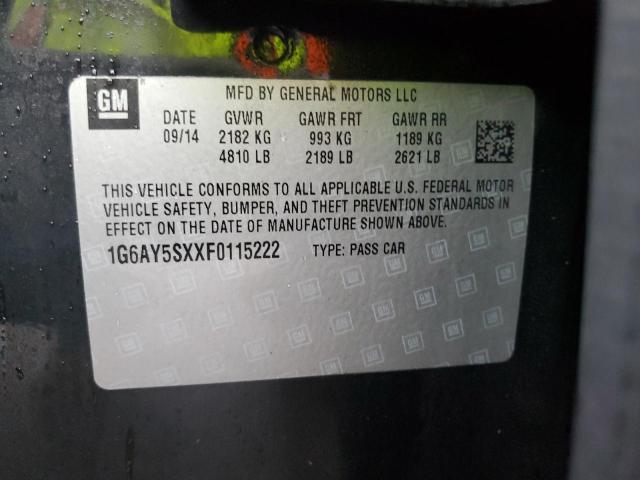 GM
MFD BY GENERAL MOTORS LLC
DATE GVWR GAWR FRT GAWR RR
09/14 2182 KG 993 KG 1189 KG
4810 LB 2189 LB 2621 LB
THIS VEHICLE CONFORMS TO ALL APPLICABLE U.S. FEDERAL MOTOR
VEHICLE SAFETY, BUMPER, AND THEFT PREVENTION STANDARDS IN
EFFECT ON THE DATE OF MANUFACTURE SHOWN ABOVE.
1G6AY5SXXF0115222 TYPE: PASS CAR